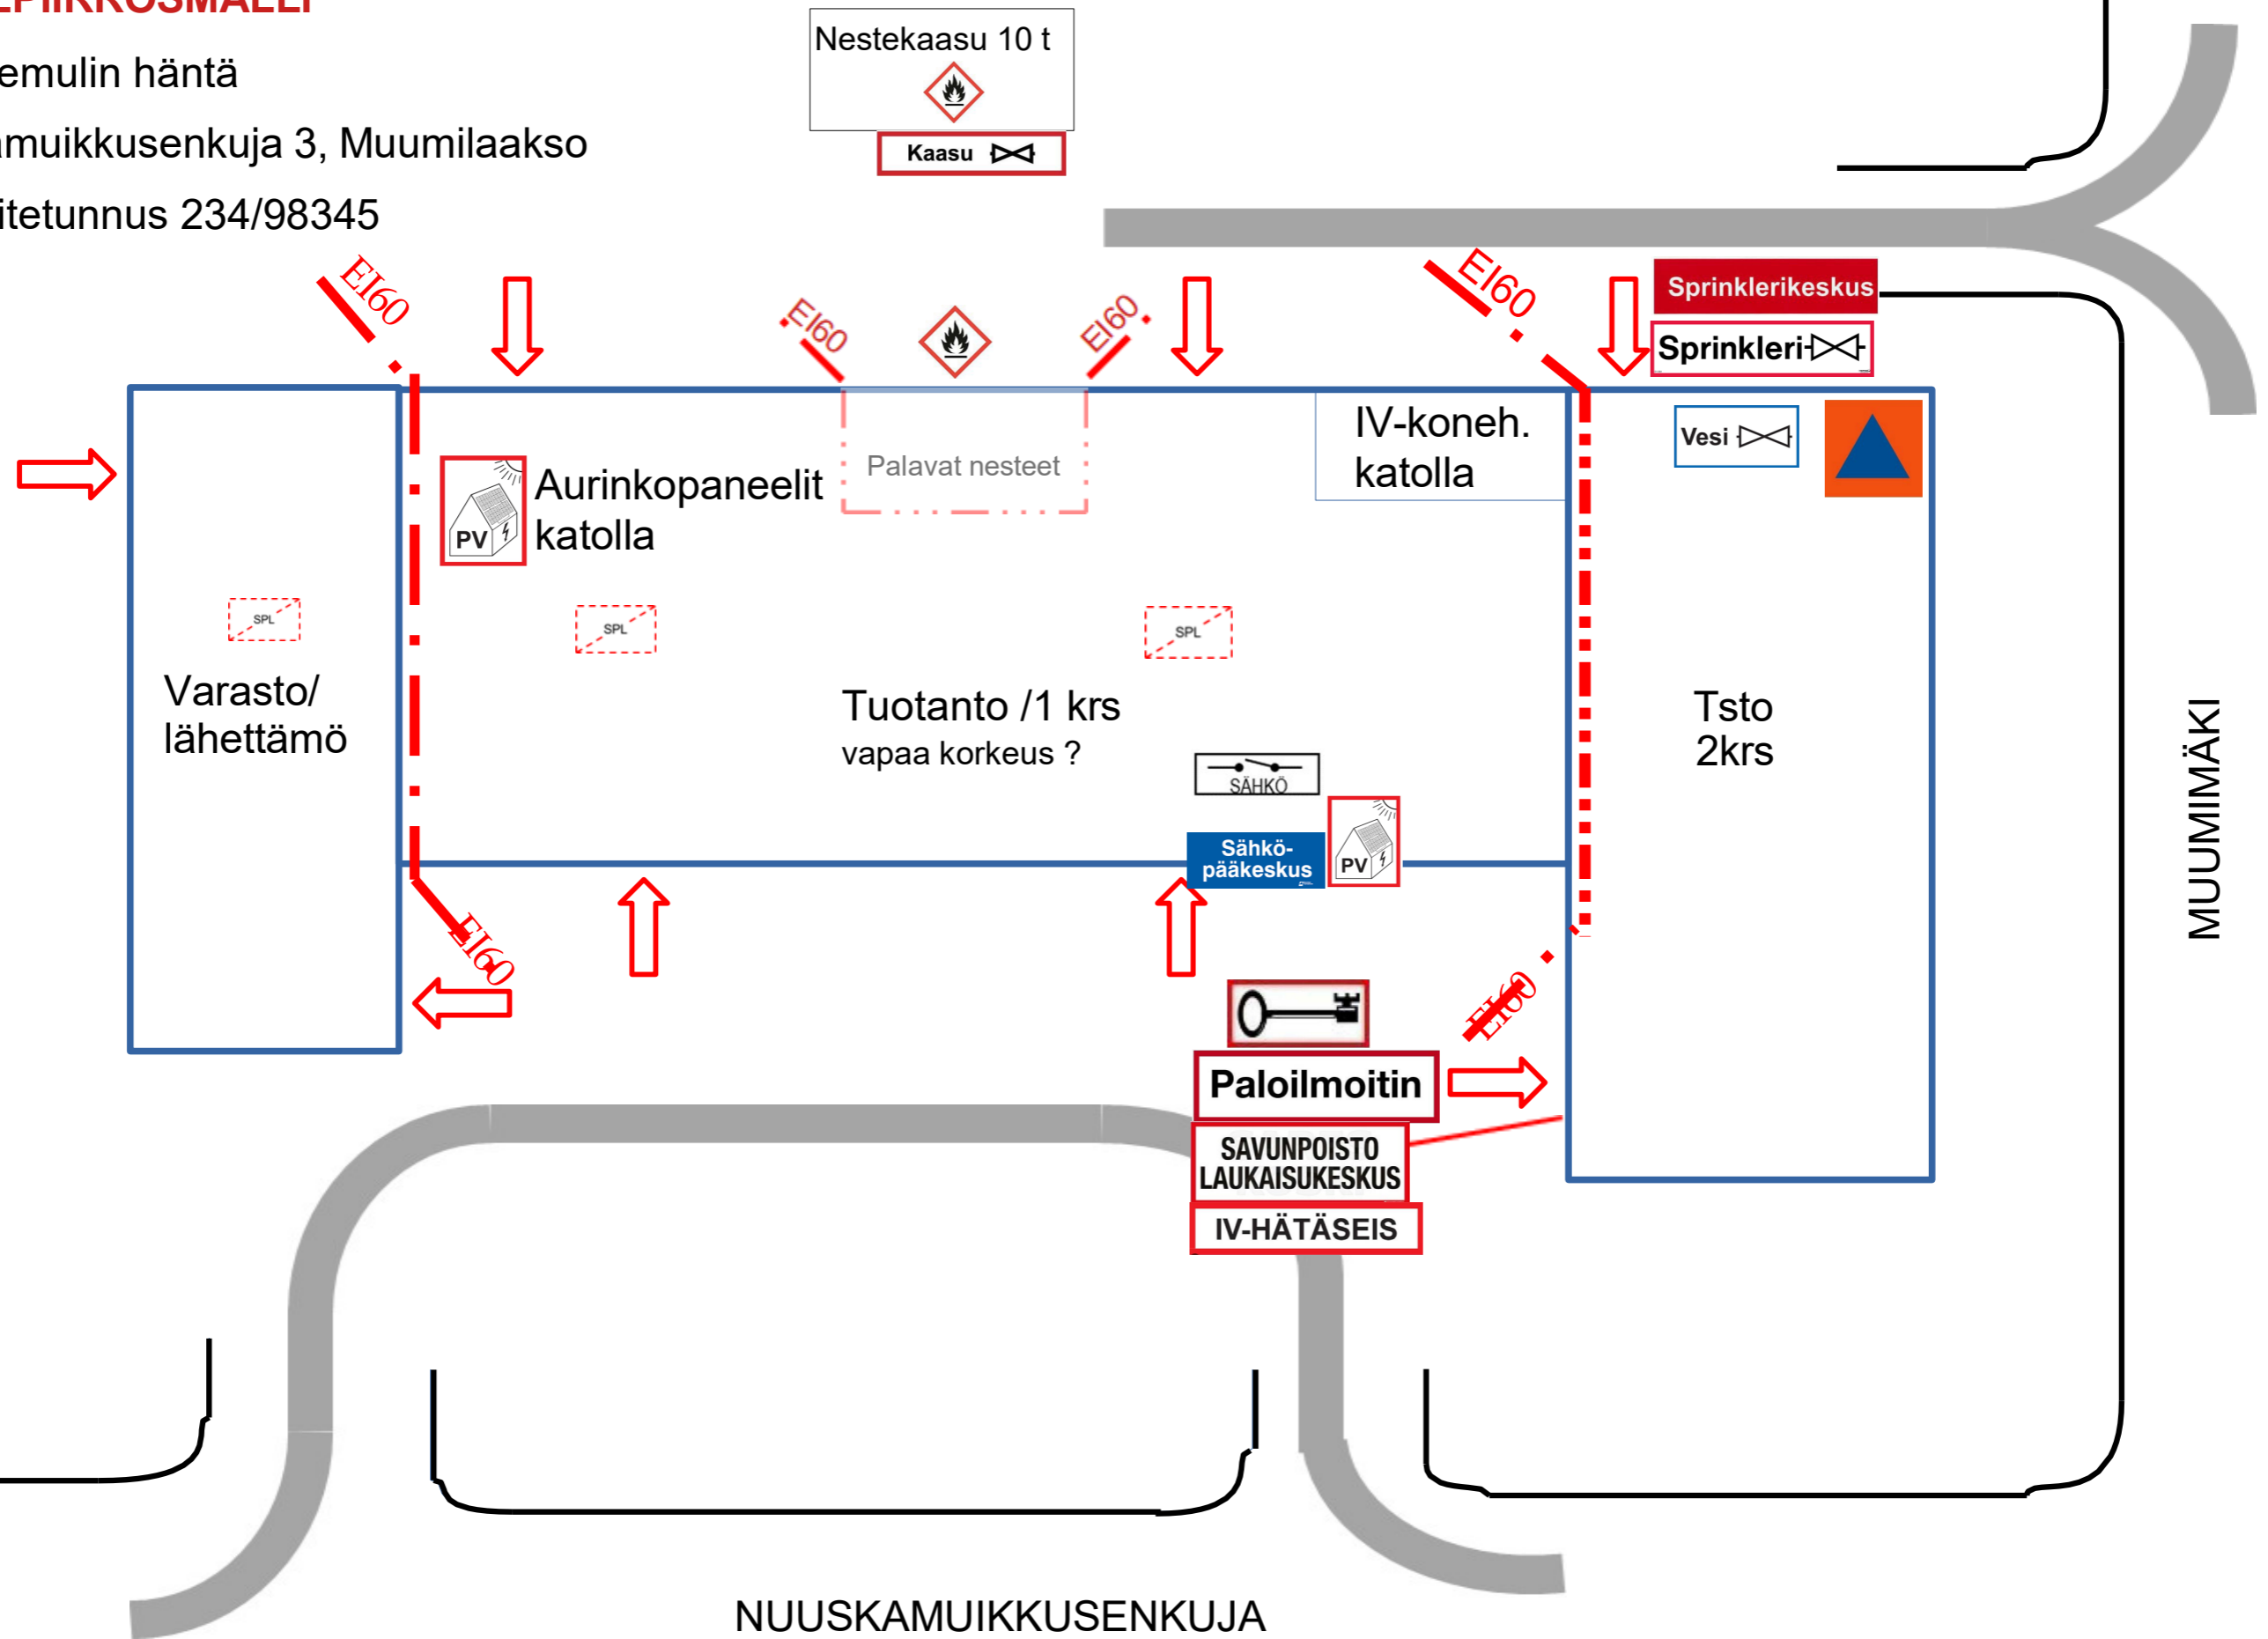 emulin häntä
amuikkusenkuja 3, Muumilaakso
itetunnus 234/98345
Nestekaasu 10 t
Kaasu
EI60
EI60
EI60
EI60
Sprinklerikeskus
Sprinkleri
Vesi
IV-koneh.
katolla
Palavat nesteet
PV
Aurinkopaneelit
katolla
SPL
SPL
SPL
Varasto/
lähettämö
Tuotanto /1 krs
vapaa korkeus ?
Tsto
2krs
SÄHKÖ
Sähkö-
pääkeskus
PV
EI60
EI60
Paloilmoitin
SAVUNPOISTO
LAUKAISUKESKUS
IV-HÄTÄSEIS
MUUMIMÄKI
NUUSKAMUIKKUSENKUJA